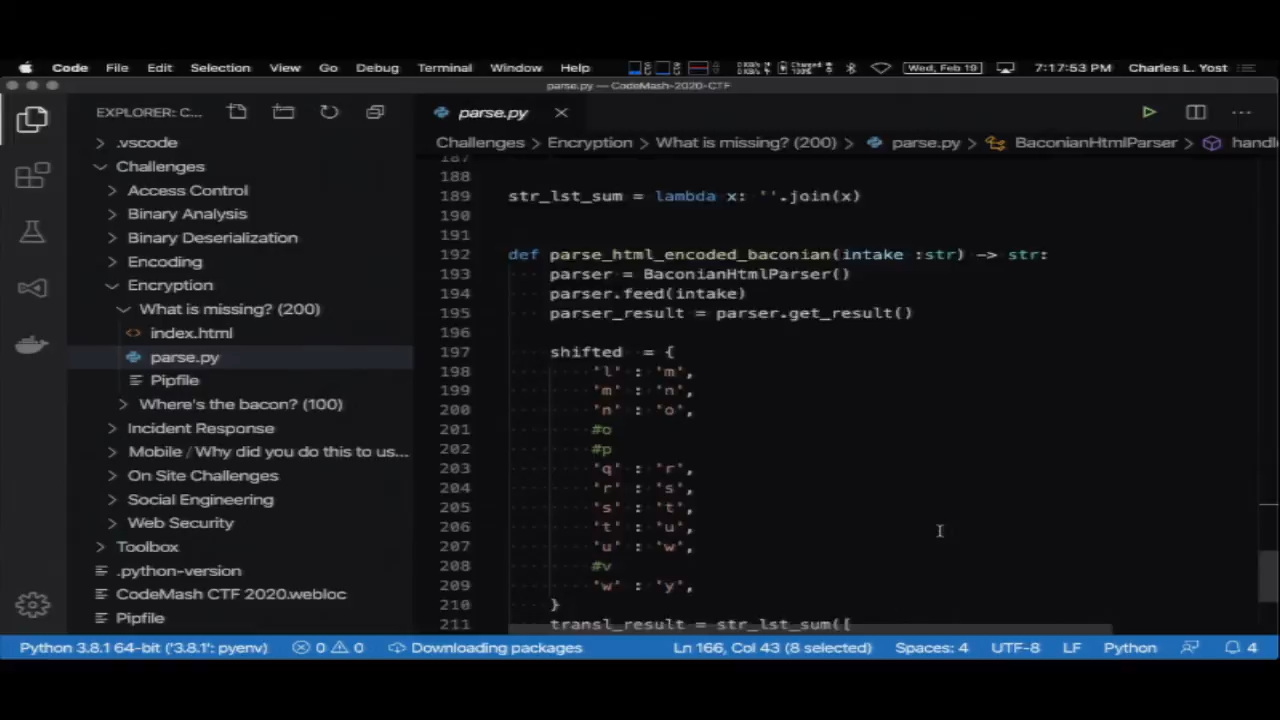 Code File Edit Selection View Go Debug Terminal Window Help Wed, Feb 19 7:17:53 PM Charles L. Yost
parse.py — CodeMash-2020-CTF
EXPLORER: C...
parse.py
Challenges > Encryption > What is missing? (200) > parse.py > BaconianHtmlParser > handl
.vscode
Challenges
Access Control
Binary Analysis
Binary Deserialization
Encoding
Encryption
What is missing? (200)
index.html
parse.py
Pipfile
Where's the bacon? (100)
Incident Response
Mobile / Why did you do this to us...
On Site Challenges
Social Engineering
Web Security
Toolbox
.python-version
CodeMash CTF 2020.webloc
Pipfile
187
188
189 str_lst_sum = lambda x: ''.join(x)
190
191
192 def parse_html_encoded_baconian(intake :str) -> str:
193 parser = BaconianHtmlParser()
194 parser.feed(intake)
195 parser_result = parser.get_result()
196
197 shifted = {
198 'l' : 'm',
199 'm' : 'n',
200 'n' : 'o',
201 #o
202 #p
203 'q' : 'r',
204 'r' : 's',
205 's' : 't',
206 't' : 'u',
207 'u' : 'w',
208 #v
209 'w' : 'y',
210 }
211 transl_result = str_lst_sum([
Python 3.8.1 64-bit ('3.8.1': pyenv) 0 0 Downloading packages Ln 166, Col 43 (8 selected) Spaces: 4 UTF-8 LF Python 4